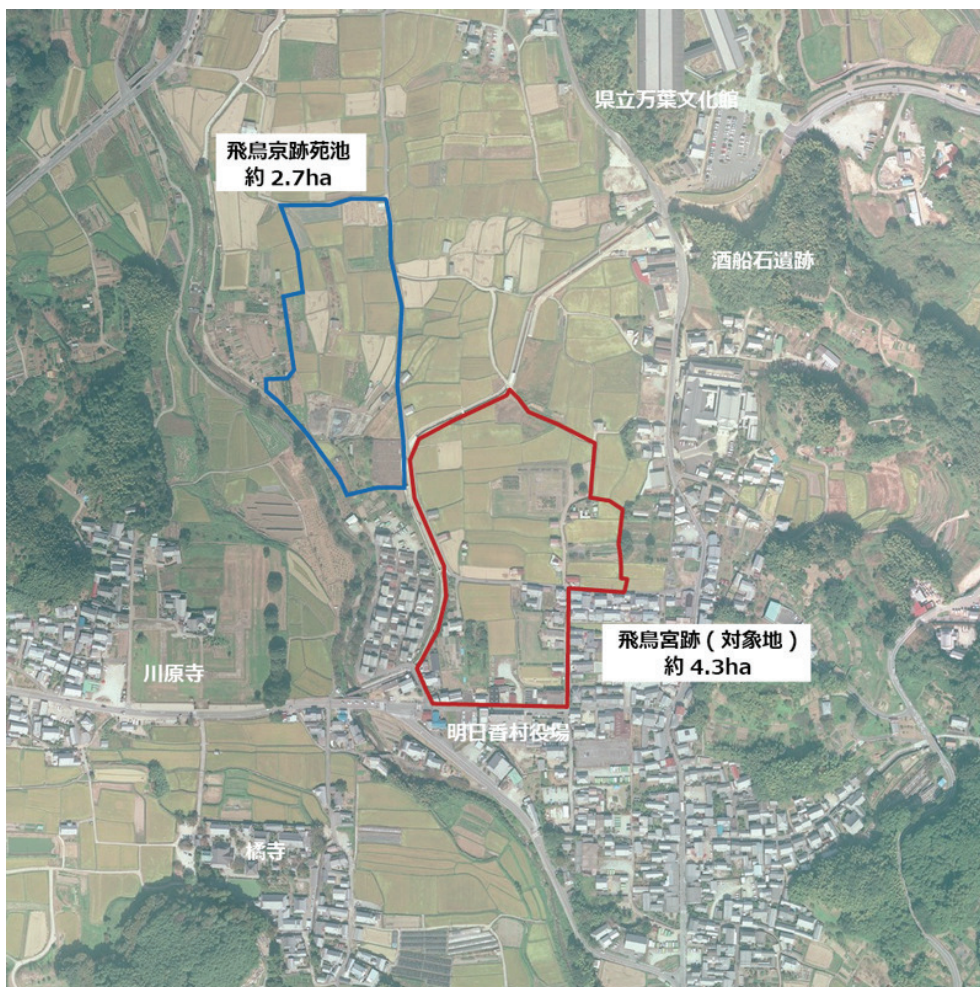 県立万葉文化館
飛鳥京跡苑池
約 2.7ha
酒船石遺跡
飛鳥宮跡 ( 対象地 )
約 4.3ha
川原寺
明日香村役場
橘寺